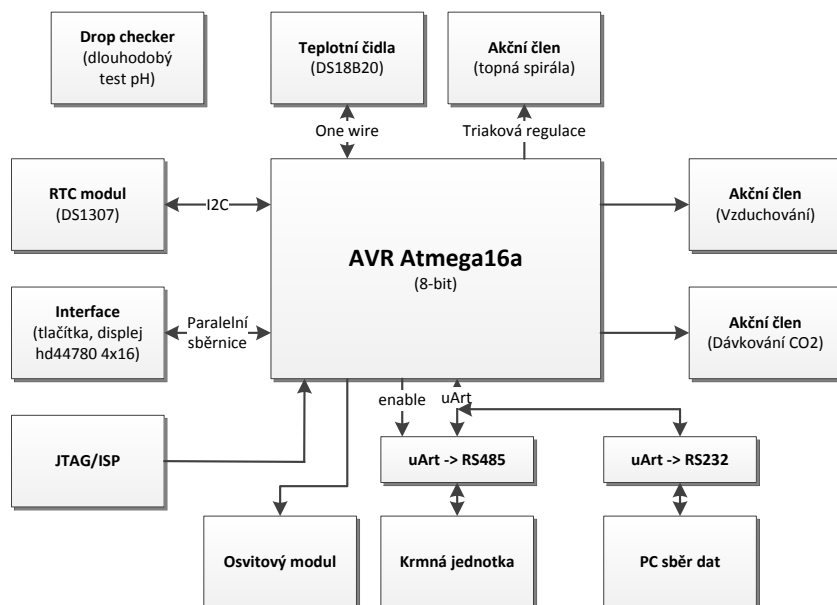 Drop checker
(dlouhodobý
test pH)
Teplotní čidla
(DS18B20)
Akční člen
(topná spirála)
One wire
Triaková regulace
RTC modul
(DS1307)
I2C
AVR Atmega16a
(8-bit)
Akční člen
(Vzduchování)
Interface
(tlačítka, displej
hd44780 4x16)
Paralelní
sběrnice
Akční člen
(Dávkování CO2)
enable
uArt
JTAG/ISP
uArt -> RS485
uArt -> RS232
Osvitový modul
Krmná jednotka
PC sběr dat